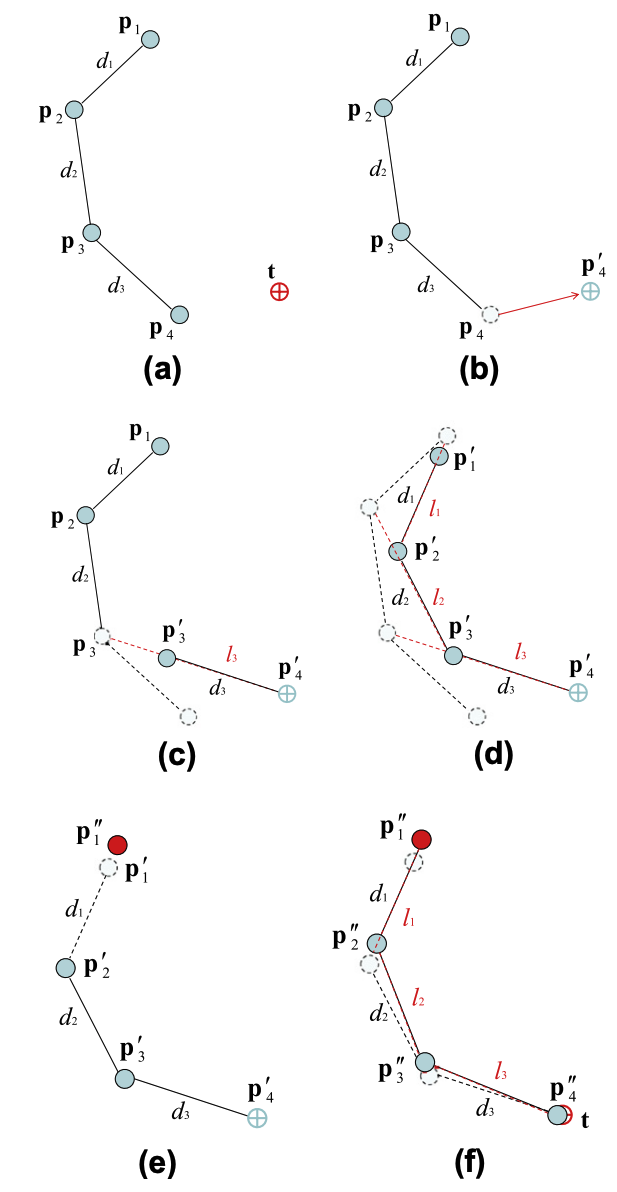 p₁
d₁
p₂
d₂
p₃
d₃
p₄
t
(a)
p₁
d₁
p₂
d₂
p₃
d₃
p₄
p′₄
(b)
p₁
d₁
p₂
d₂
p₃
p′₃
l₃
d₃
p′₄
(c)
p′₁
d₁
l₁
p′₂
d₂
l₂
p′₃
l₃
d₃
p′₄
(d)
p″₁
p′₁
d₁
p′₂
d₂
p′₃
d₃
p′₄
(e)
p″₁
d₁
l₁
p″₂
d₂
l₂
p″₃
l₃
d₃
p″₄
t
(f)